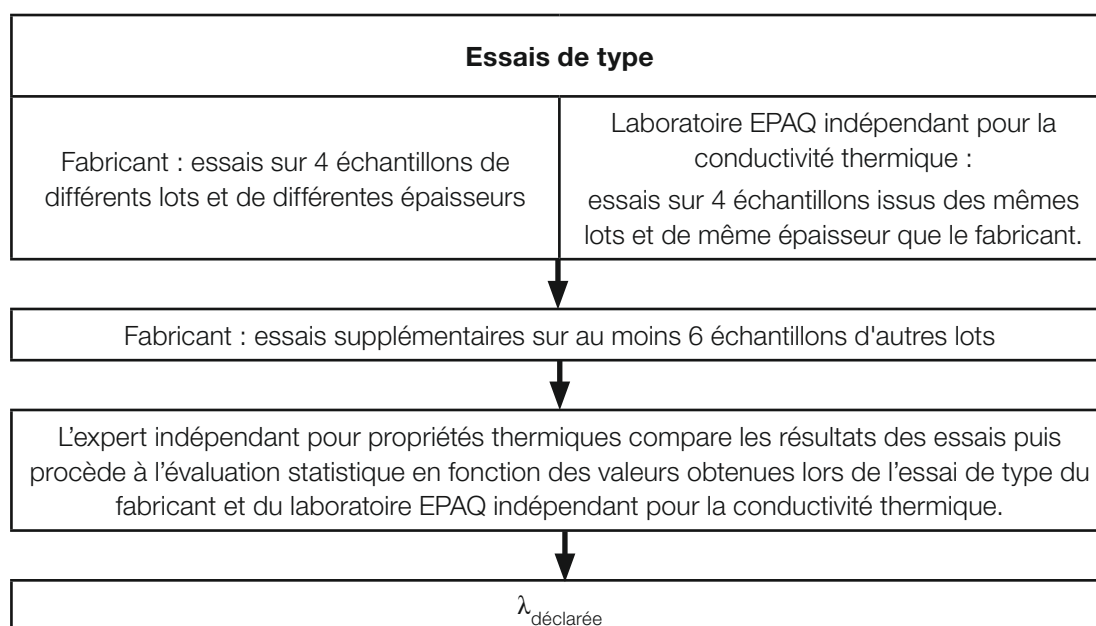 Essais de type
Fabricant : essais sur 4 échantillons de
différents lots et de différentes épaisseurs
Laboratoire EPAQ indépendant pour la
conductivité thermique :
essais sur 4 échantillons issus des mêmes
lots et de même épaisseur que le fabricant.
Fabricant : essais supplémentaires sur au moins 6 échantillons d'autres lots
L’expert indépendant pour propriétés thermiques compare les résultats des essais puis
procède à l’évaluation statistique en fonction des valeurs obtenues lors de l’essai de type du
fabricant et du laboratoire EPAQ indépendant pour la conductivité thermique.
λdéclarée